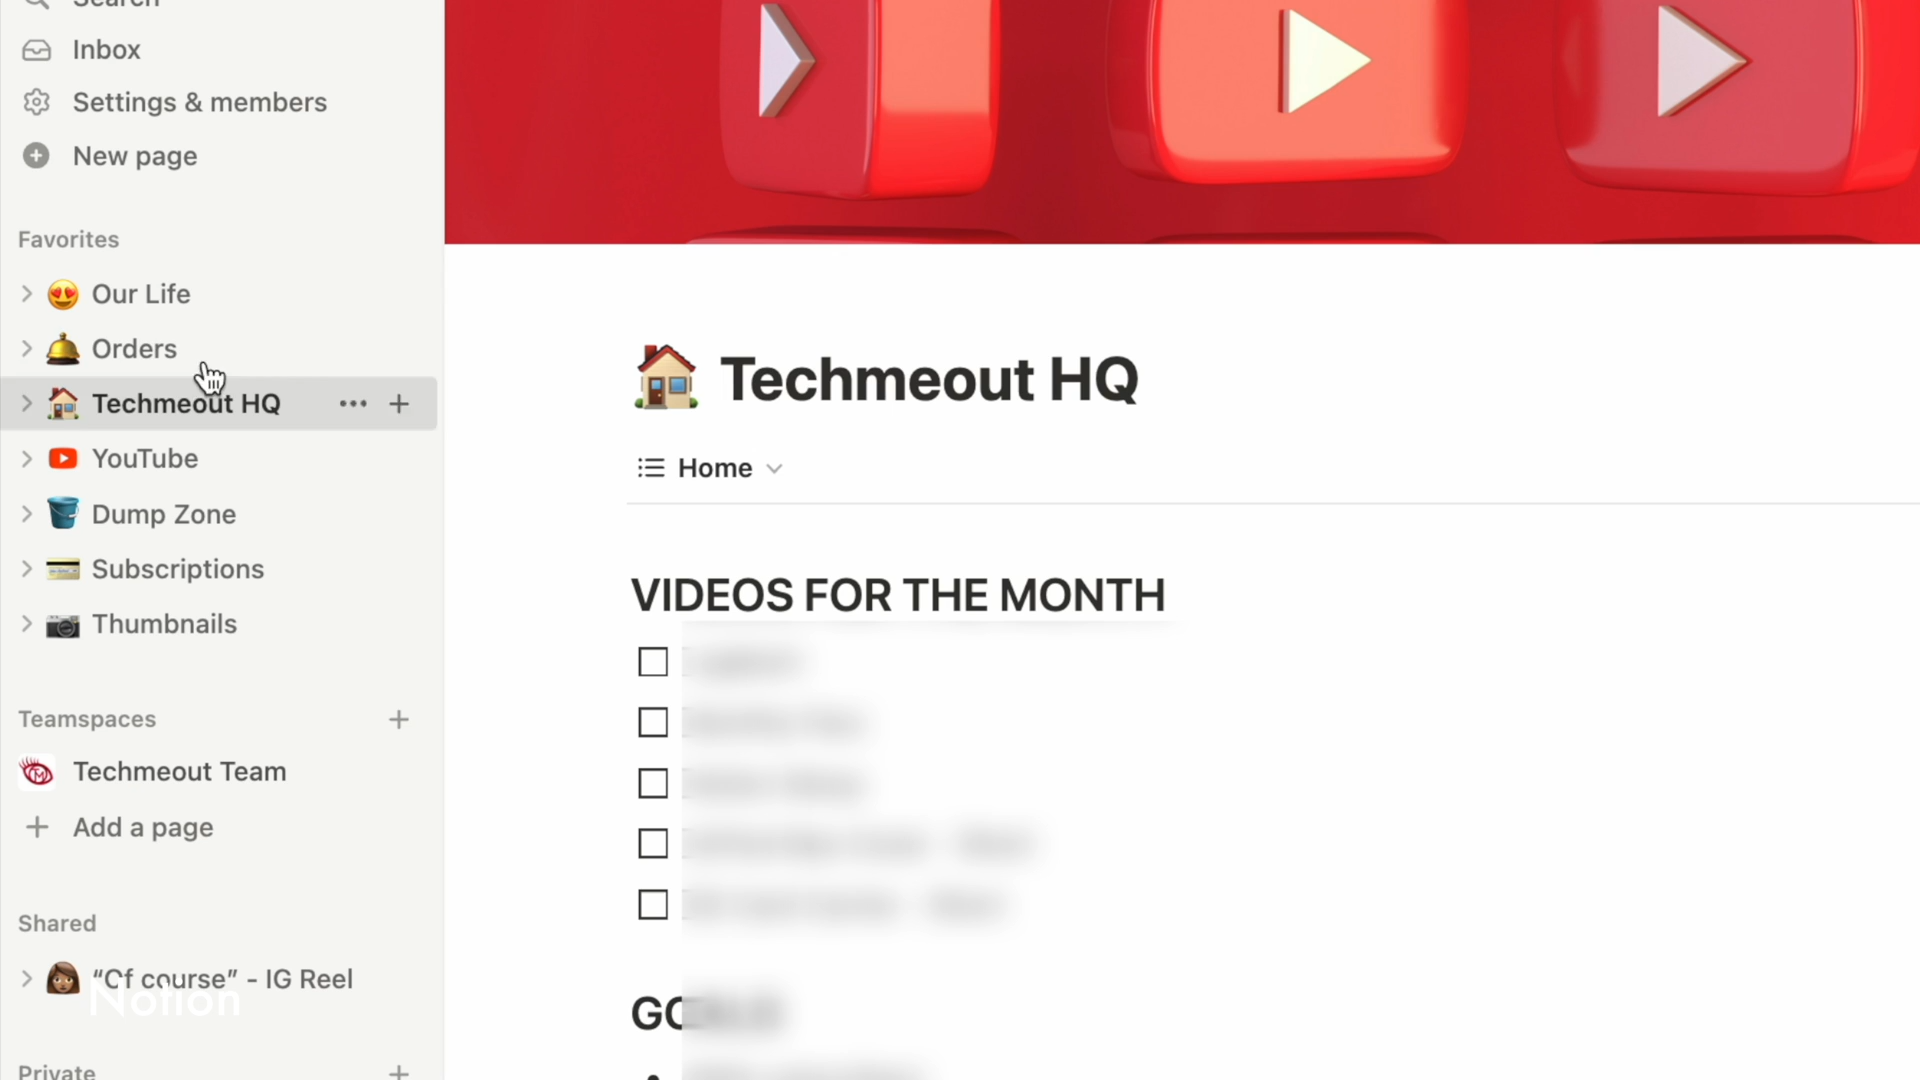 Search
Inbox
Settings & members
New page
Favorites
Our Life
Orders
Techmeout HQ
YouTube
Dump Zone
Subscriptions
Thumbnails
Teamspaces
Techmeout Team
Add a page
Shared
“Of course” - IG Reel
Notion
Private
Techmeout HQ
Home
VIDEOS FOR THE MONTH